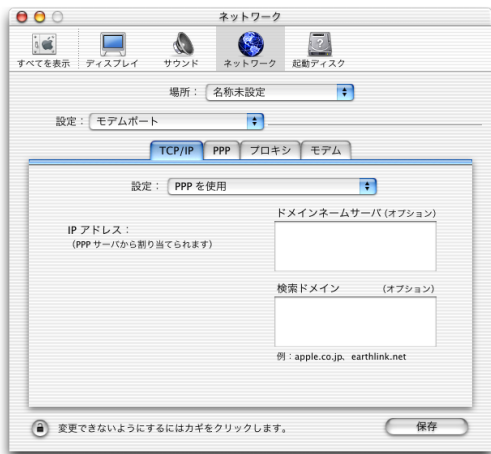 ネットワーク
すべてを表示 ディスプレイ サウンド ネットワーク 起動ディスク
場所： 名称未設定
設定： モデムポート
TCP/IP PPP プロキシ モデム
設定： PPP を使用
ドメインネームサーバ (オプション)
IP アドレス：
(PPP サーバから割り当てられます)
検索ドメイン (オプション)
例：apple.co.jp、earthlink.net
変更できないようにするにはカギをクリックします。 保存